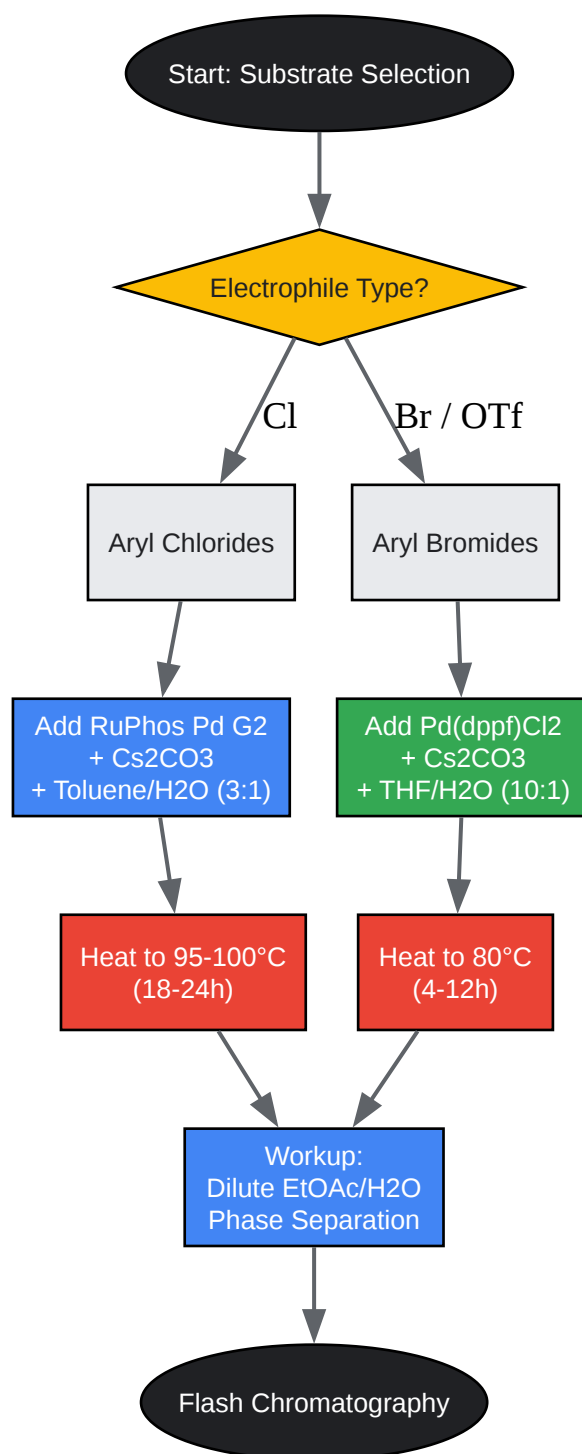 Start: Substrate Selection
Electrophile Type?
Cl
Br / OTf
Aryl Chlorides
Aryl Bromides
Add RuPhos Pd G2
+ Cs2CO3
+ Toluene/H2O (3:1)
Add Pd(dppf)Cl2
+ Cs2CO3
+ THF/H2O (10:1)
Heat to 95-100°C
(18-24h)
Heat to 80°C
(4-12h)
Workup:
Dilute EtOAc/H2O
Phase Separation
Flash Chromatography